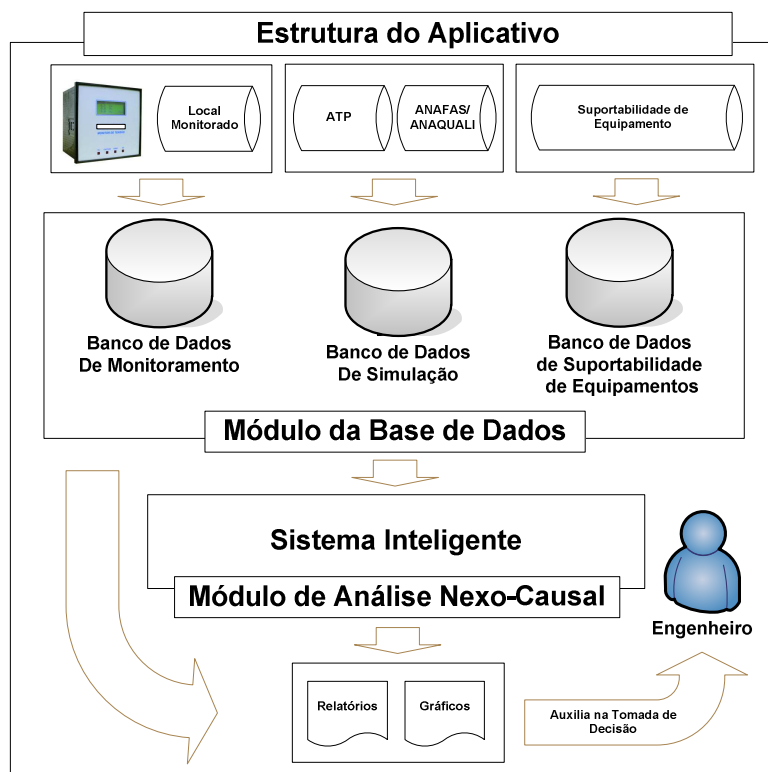 Estrutura do Aplicativo
Local
Monitorado
ATP
ANAFAS/
ANAQUALI
Suportabilidade de
Equipamento
Banco de Dados
De Monitoramento
Banco de Dados
De Simulação
Banco de Dados
de Suportabilidade
de Equipamentos
Módulo da Base de Dados
Sistema Inteligente
Módulo de Análise Nexo-Causal
Engenheiro
Relatórios
Gráficos
Auxilia na Tomada de
Decisão